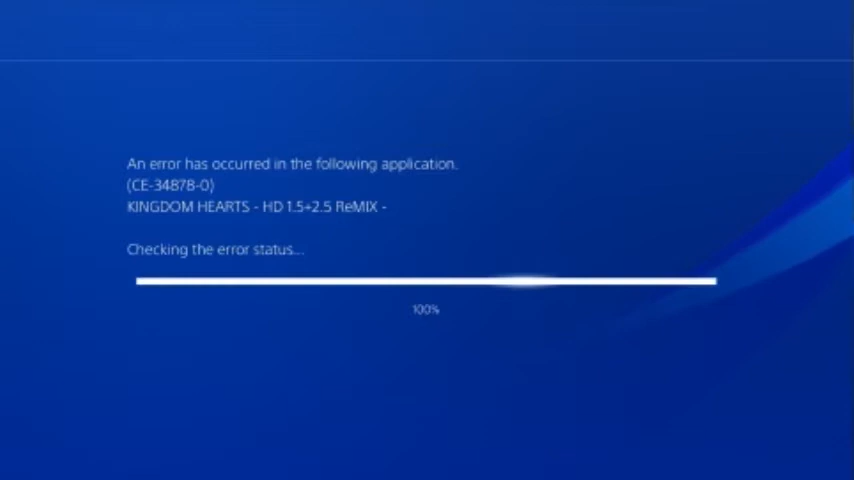 An error has occurred in the following application.
(CE-34878-0)
KINGDOM HEARTS - HD 1.5+2.5 ReMIX -
Checking the error status...
100%